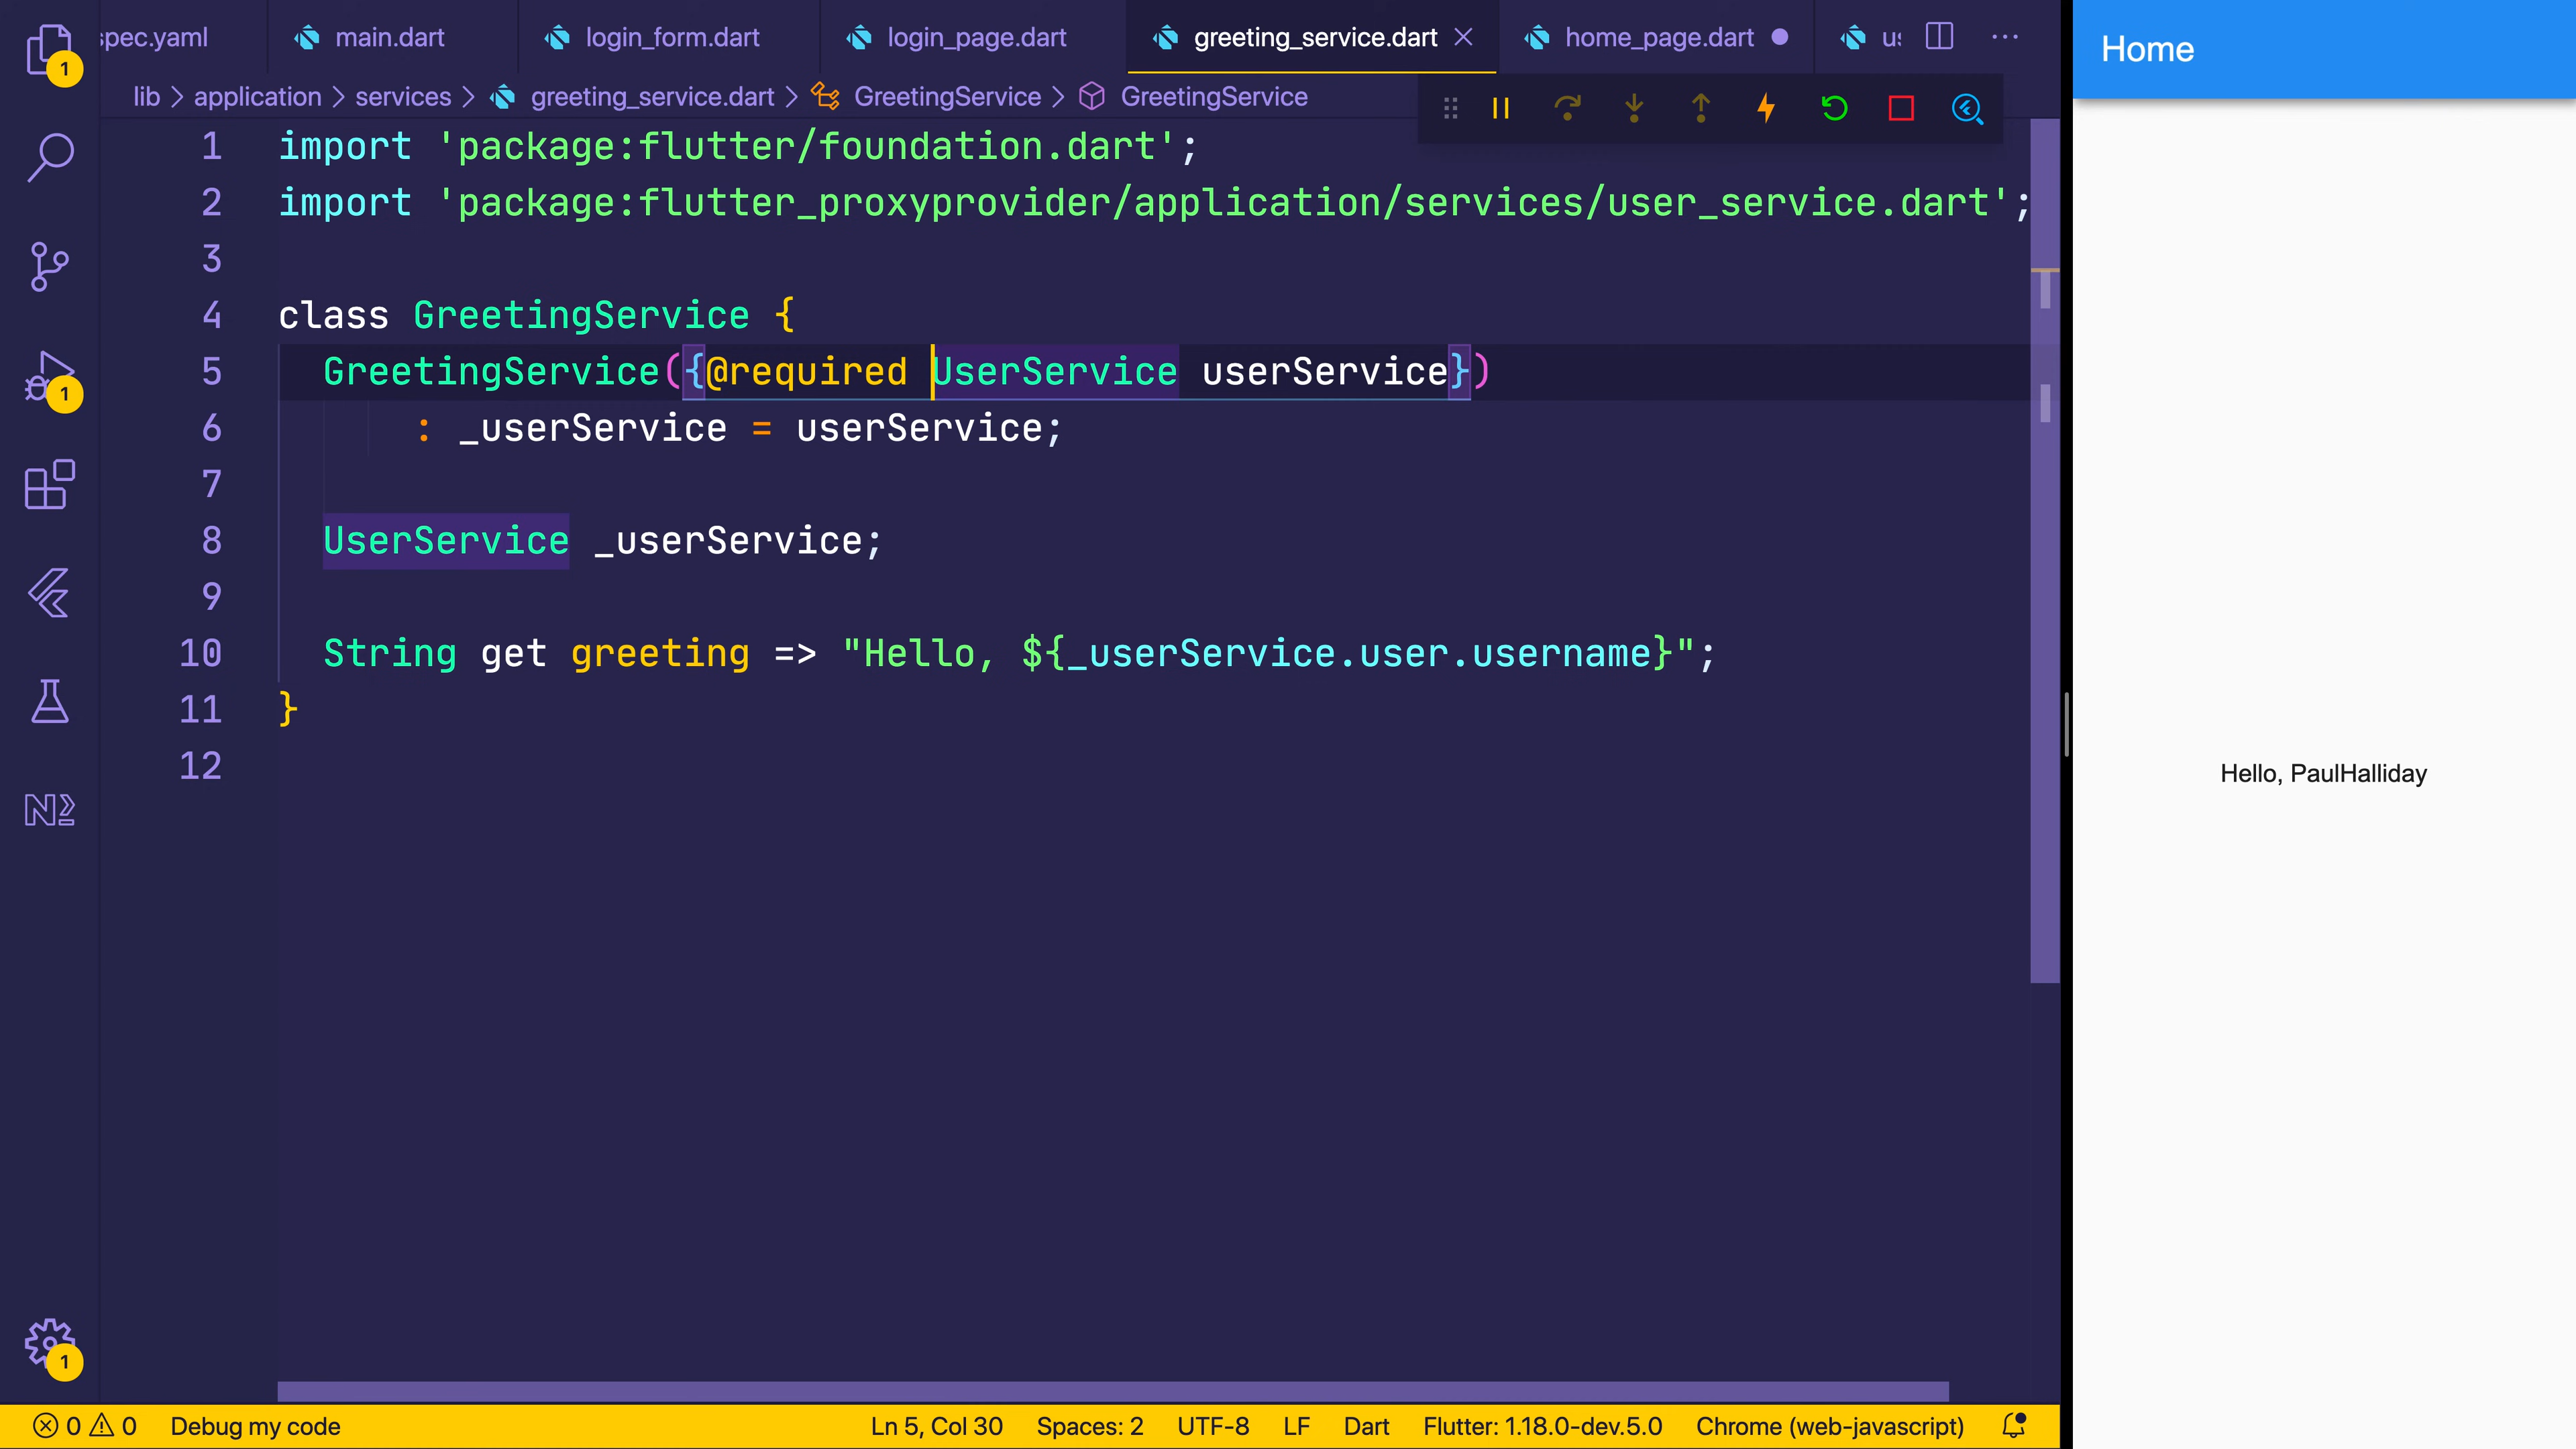 spec.yaml
main.dart
login_form.dart
login_page.dart
greeting_service.dart
home_page.dart
Home
lib > application > services > greeting_service.dart > GreetingService > GreetingService
1 import 'package:flutter/foundation.dart';
2 import 'package:flutter_proxyprovider/application/services/user_service.dart';
3
4 class GreetingService {
5 GreetingService({@required UserService userService})
6 : _userService = userService;
7
8 UserService _userService;
9
10 String get greeting => "Hello, ${_userService.user.username}";
11 }
12
1
1
1
Hello, PaulHalliday
0 0 Debug my code Ln 5, Col 30 Spaces: 2 UTF-8 LF Dart Flutter: 1.18.0-dev.5.0 Chrome (web-javascript)